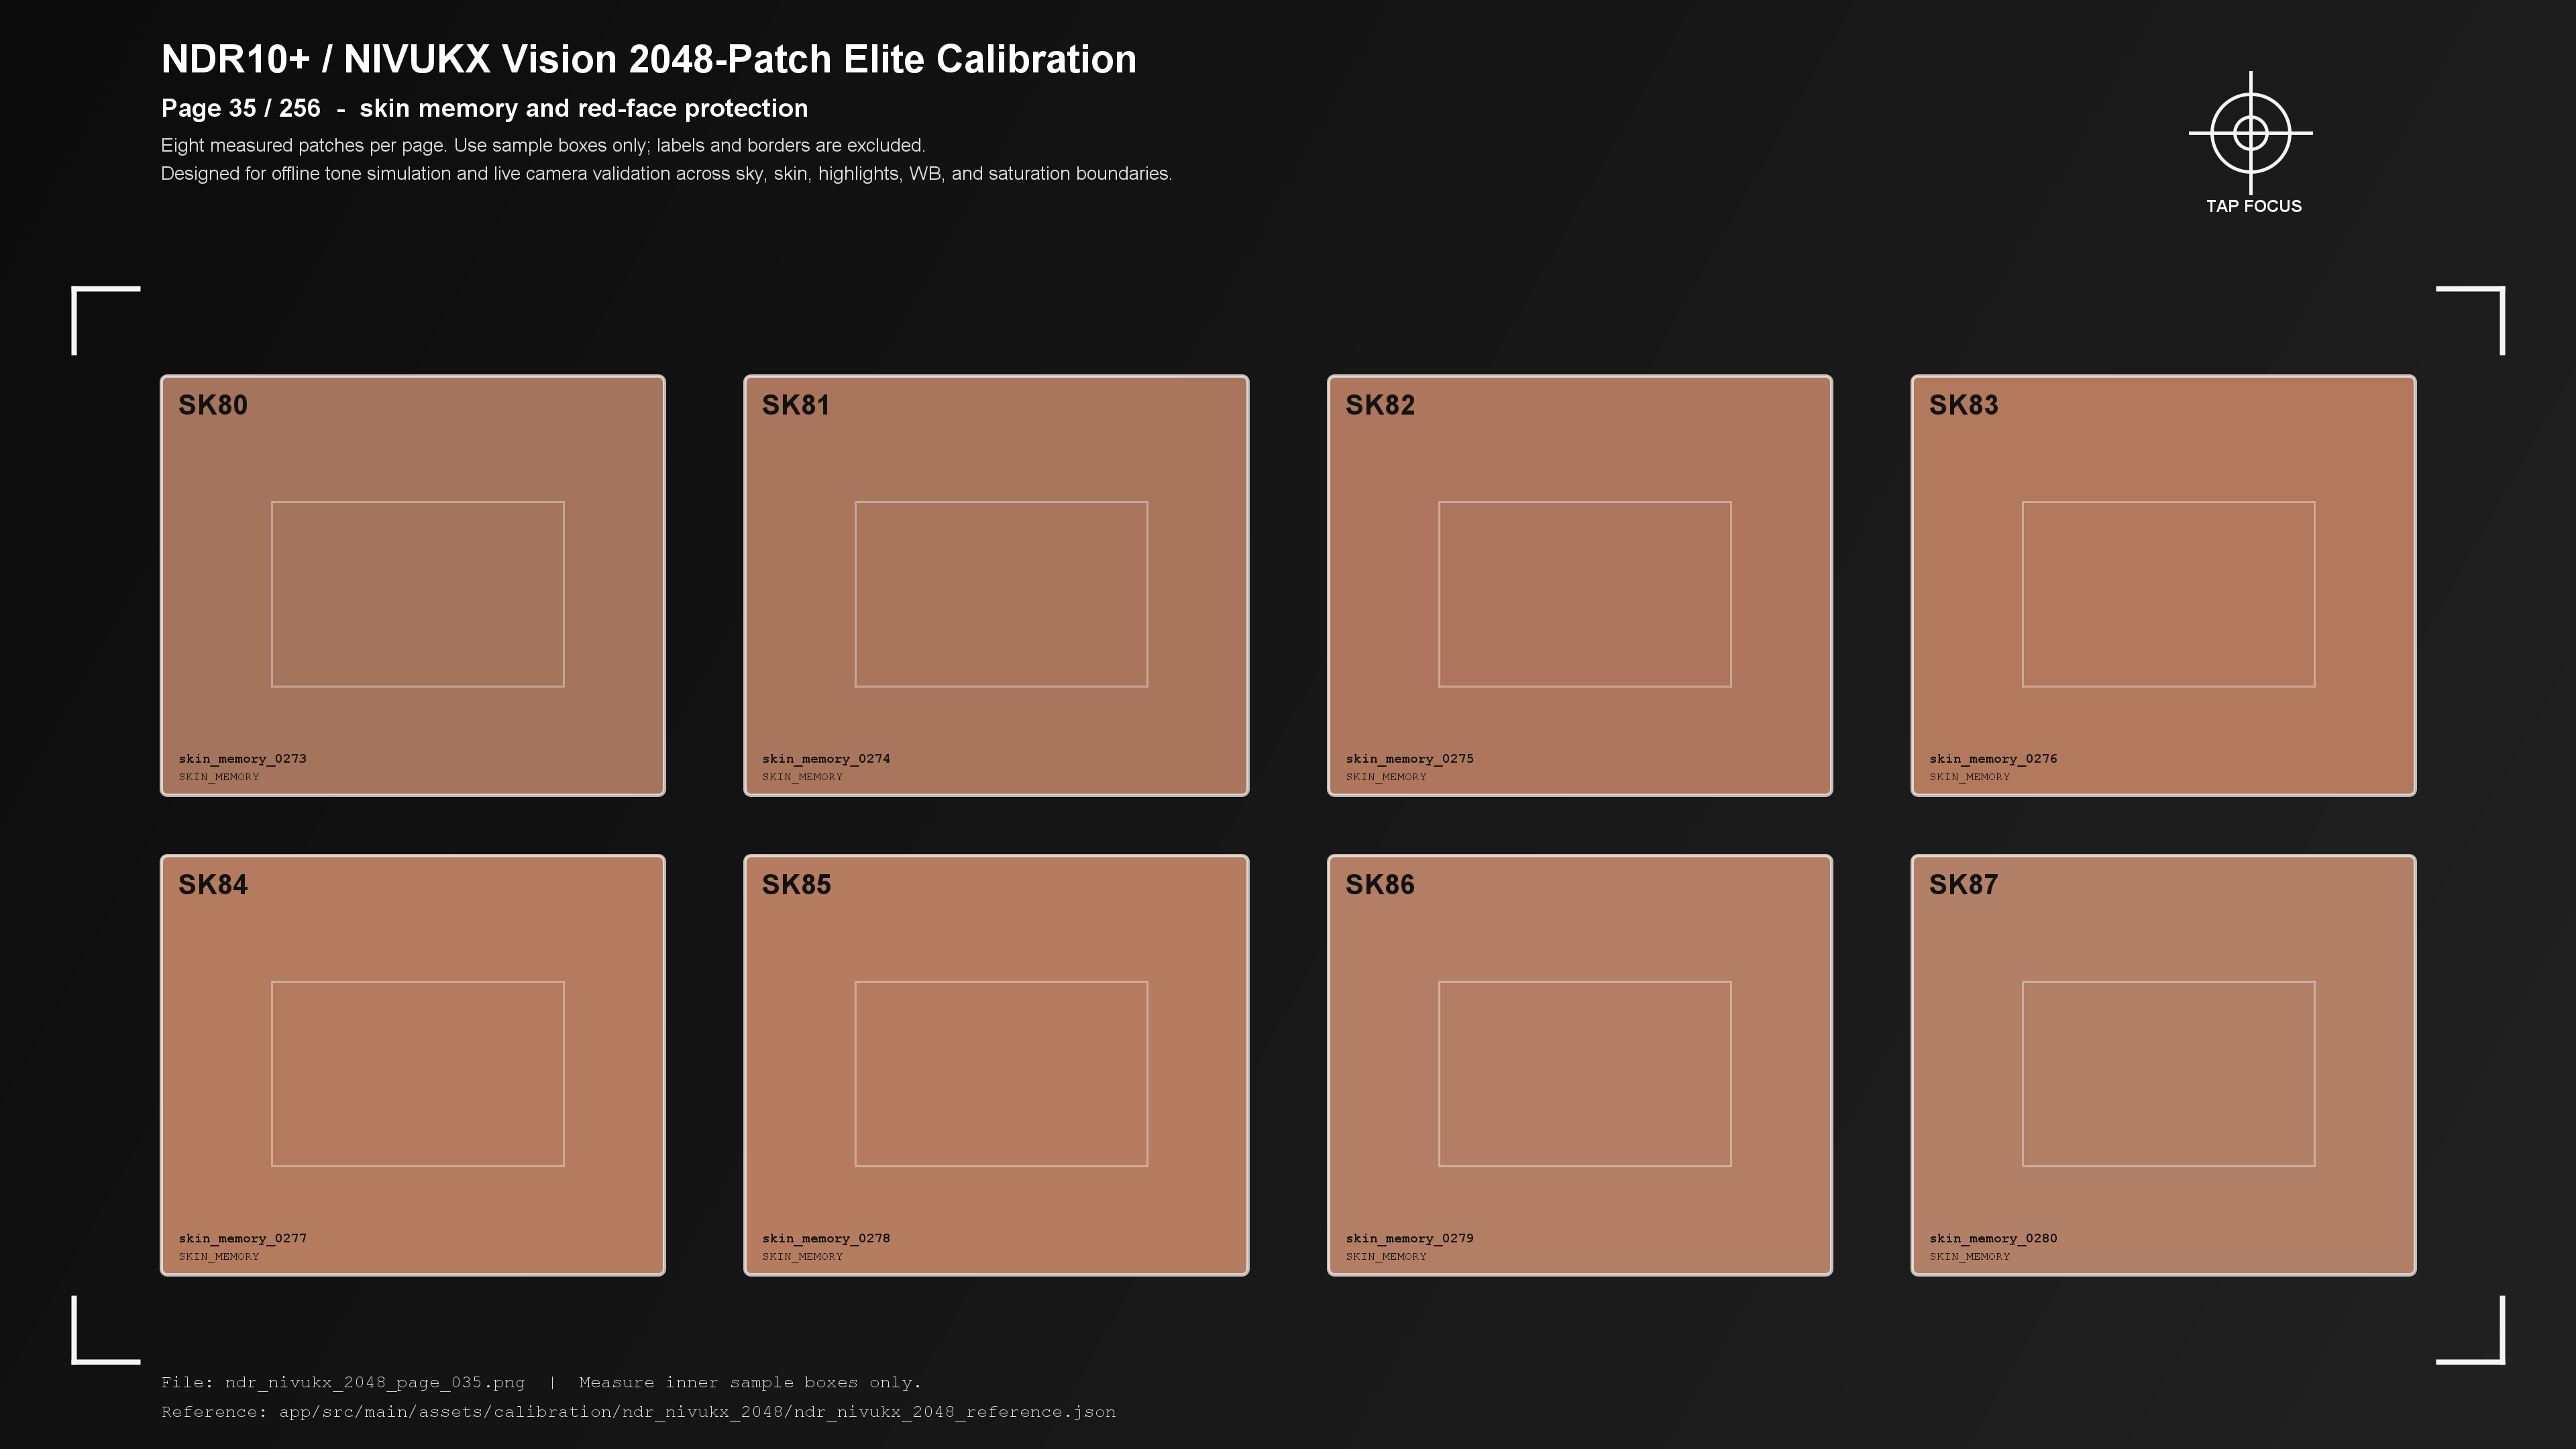 NDR10+ / NIVUKX Vision 2048-Patch Elite Calibration
Page 35 / 256 - skin memory and red-face protection
Eight measured patches per page. Use sample boxes only; labels and borders are excluded.
Designed for offline tone simulation and live camera validation across sky, skin, highlights, WB, and saturation boundaries.
TAP FOCUS
SK80
SK81
SK82
SK83
skin_memory_0273
SKIN_MEMORY
skin_memory_0274
SKIN_MEMORY
skin_memory_0275
SKIN_MEMORY
skin_memory_0276
SKIN_MEMORY
SK84
SK85
SK86
SK87
skin_memory_0277
SKIN_MEMORY
skin_memory_0278
SKIN_MEMORY
skin_memory_0279
SKIN_MEMORY
skin_memory_0280
SKIN_MEMORY
File: ndr_nivukx_2048_page_035.png | Measure inner sample boxes only.
Reference: app/src/main/assets/calibration/ndr_nivukx_2048/ndr_nivukx_2048_reference.json